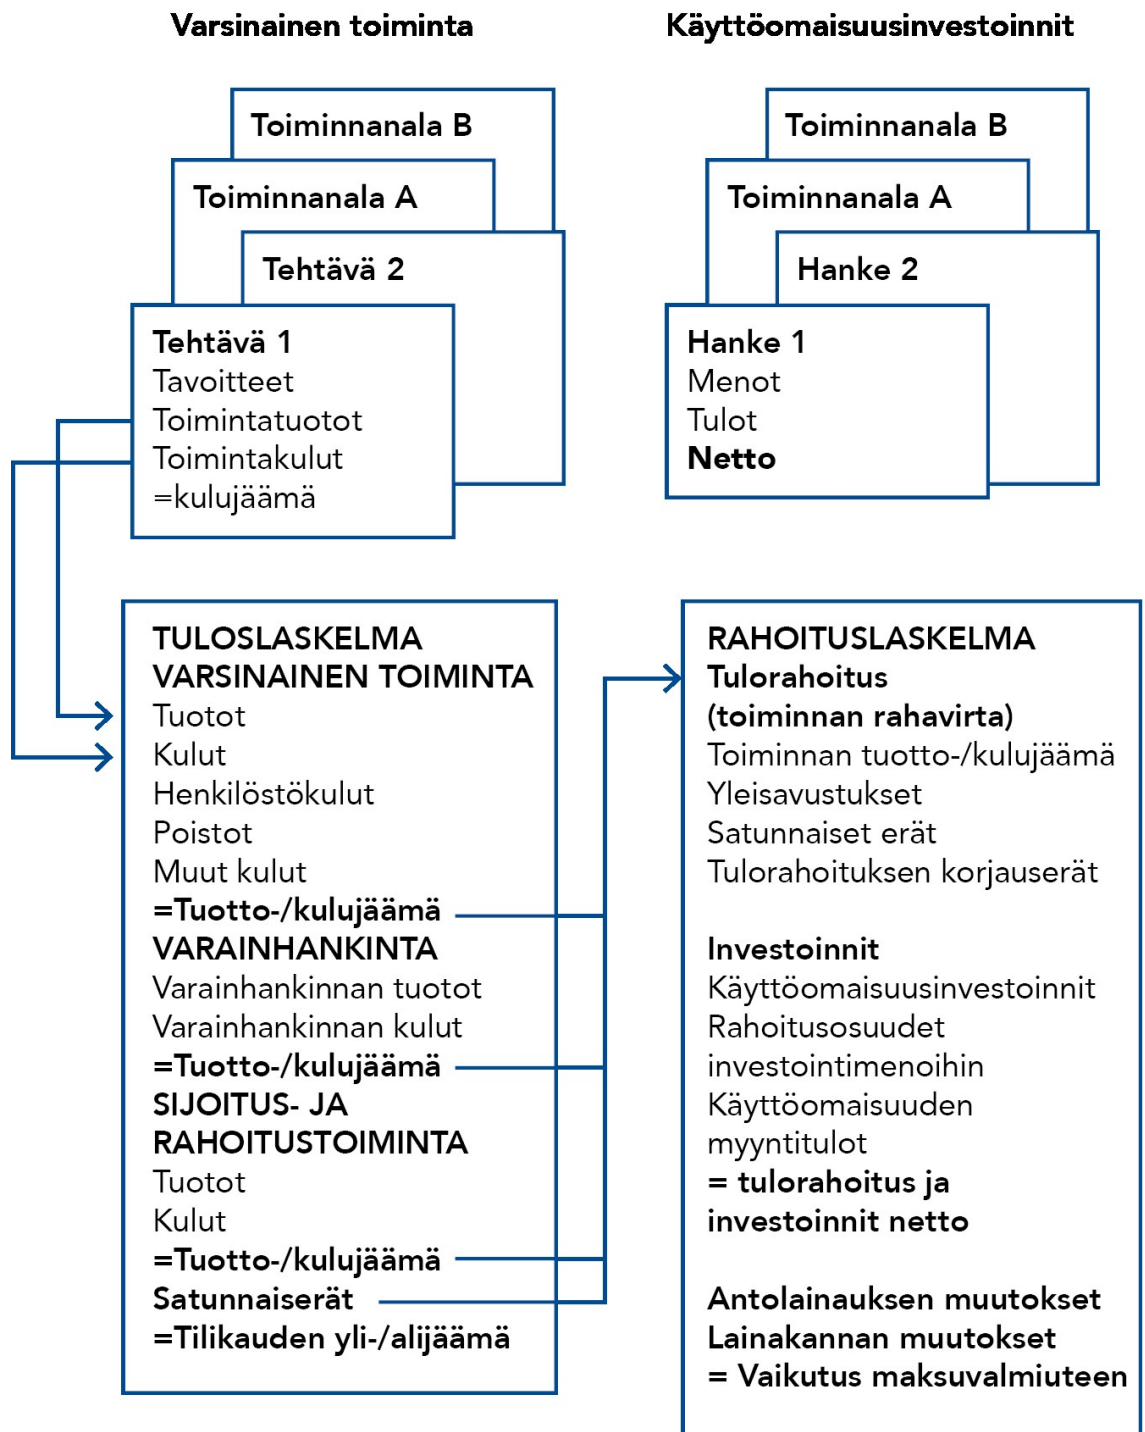 Varsinainen toiminta
Toiminnanala B
Toiminnanala A
Tehtävä 2
Tehtävä 1
Tavoitteet
Toimintatuotot
Toimintakulut
=kulujäämä
Käyttöomaisuusinvestoinnit
Toiminnanala B
Toiminnanala A
Hanke 2
Hanke 1
Menot
Tulot
Netto
TULOSLASKELMA
VARSINAINEN TOIMINTA
Tuotot
Kulut
Henkilöstökulut
Poistot
Muut kulut
=Tuotto-/kulujäämä
VARAINHANKINTA
Varainhankinnan tuotot
Varainhankinnan kulut
=Tuotto-/kulujäämä
SIJOITUS- JA
RAHOITUSTOIMINTA
Tuotot
Kulut
=Tuotto-/kulujäämä
Satunnaiserät
=Tilikauden yli-/alijäämä
RAHOITUSLASKELMA
Tulorahoitus
(toiminnan rahavirta)
Toiminnan tuotto-/kulujäämä
Yleisavustukset
Satunnaiset erät
Tulorahoituksen korjauserät
Investoinnit
Käyttöomaisuusinvestoinnit
Rahoitusosuudet
investointimenoihin
Käyttöomaisuuden
myyntitulot
= tulorahoitus ja
investoinnit netto
Antolainauksen muutokset
Lainakannan muutokset
= Vaikutus maksuvalmiuteen